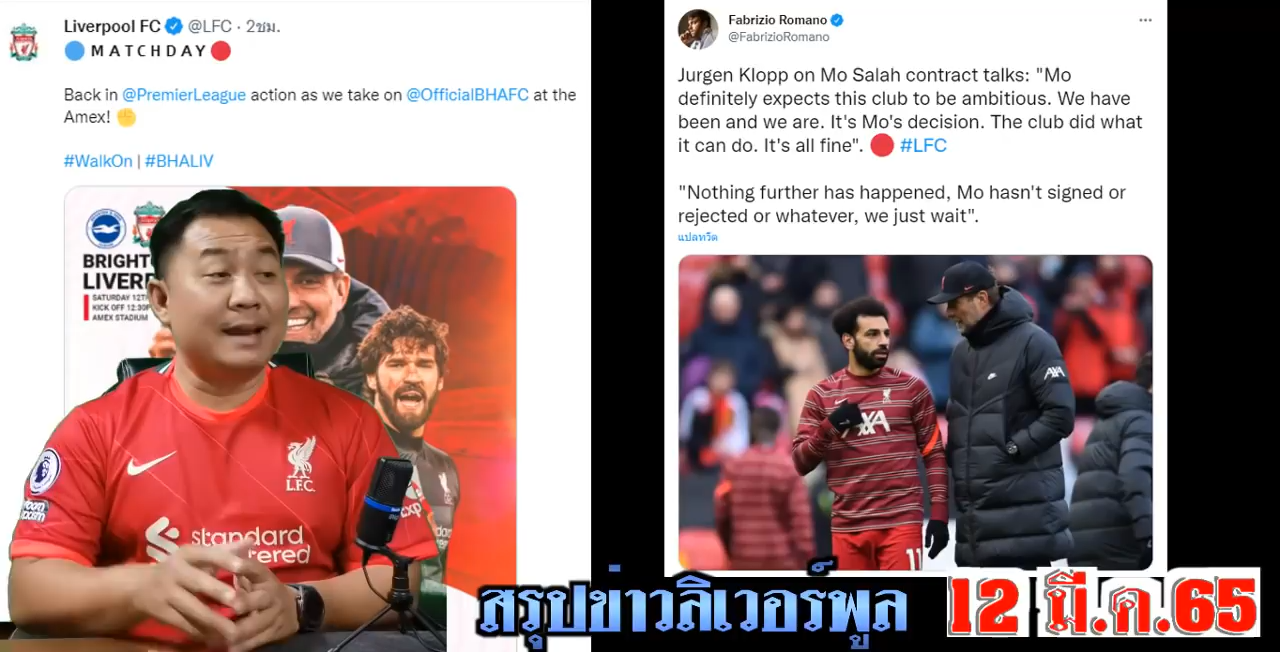 Liverpool FC @LFC · 2ชม.
🔵 M A T C H D A Y 🔴
Back in @PremierLeague action as we take on @OfficialBHAFC at the
Amex! ✊
#WalkOn | #BHALIV
BRIGHT
LIVER
SATURDAY 12TH
KICK OFF 12:30P
AMEX STADIUM
L.F.C.
standard
Fabrizio Romano
@FabrizioRomano
Jurgen Klopp on Mo Salah contract talks: "Mo
definitely expects this club to be ambitious. We have
been and we are. It's Mo's decision. The club did what
it can do. It's all fine". 🔴 #LFC
"Nothing further has happened, Mo hasn't signed or
rejected or whatever, we just wait".
แปลทวีต
AXA
AXA
11
สรุปข่าวลิเวอร์พูล 12 มี.ค.65